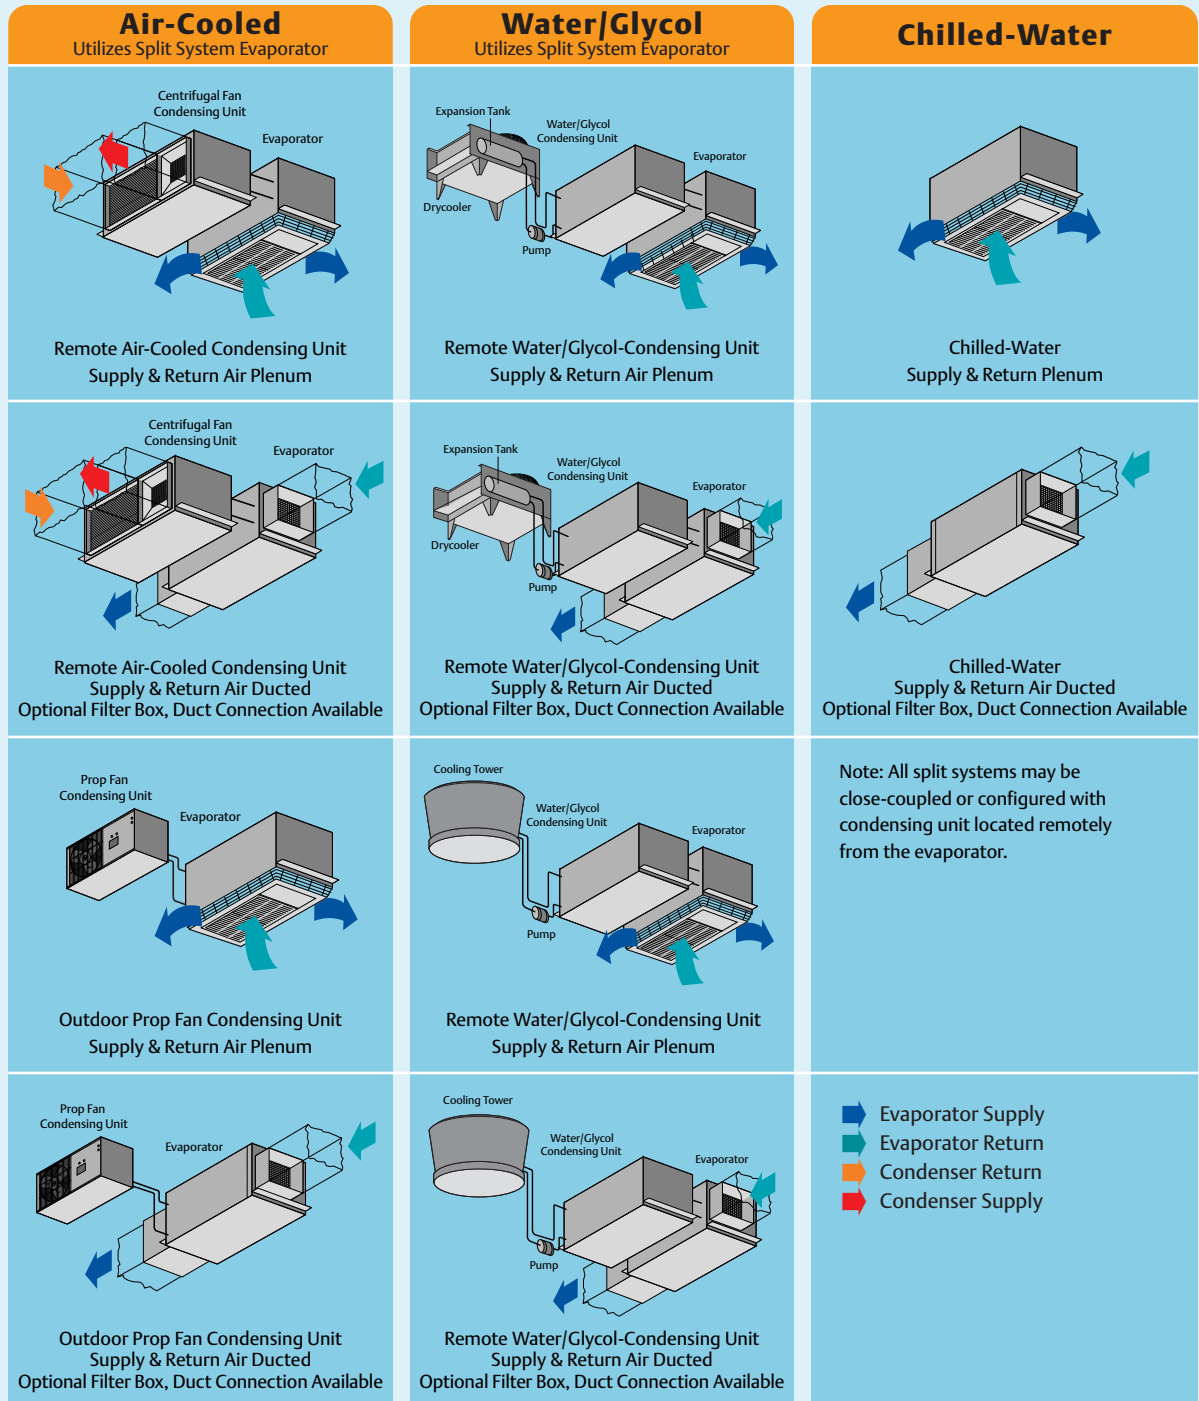 Air-Cooled
Utilizes Split System Evaporator
Water/Glycol
Utilizes Split System Evaporator
Chilled-Water
Centrifugal Fan
Condensing Unit
Evaporator
Remote Air-Cooled Condensing Unit
Supply & Return Air Plenum
Expansion Tank
Water/Glycol
Condensing Unit
Evaporator
Drycooler
Pump
Remote Water/Glycol-Condensing Unit
Supply & Return Air Plenum
Chilled-Water
Supply & Return Plenum
Centrifugal Fan
Condensing Unit
Evaporator
Remote Air-Cooled Condensing Unit
Supply & Return Air Ducted
Optional Filter Box, Duct Connection Available
Expansion Tank
Water/Glycol
Condensing Unit
Evaporator
Drycooler
Pump
Remote Water/Glycol-Condensing Unit
Supply & Return Air Ducted
Optional Filter Box, Duct Connection Available
Chilled-Water
Supply & Return Air Ducted
Optional Filter Box, Duct Connection Available
Prop Fan
Condensing Unit
Evaporator
Outdoor Prop Fan Condensing Unit
Supply & Return Air Plenum
Cooling Tower
Water/Glycol
Condensing Unit
Evaporator
Pump
Remote Water/Glycol-Condensing Unit
Supply & Return Air Plenum
Note: All split systems may be
close-coupled or configured with
condensing unit located remotely
from the evaporator.
Prop Fan
Condensing Unit
Evaporator
Outdoor Prop Fan Condensing Unit
Supply & Return Air Ducted
Optional Filter Box, Duct Connection Available
Cooling Tower
Water/Glycol
Condensing Unit
Evaporator
Pump
Remote Water/Glycol-Condensing Unit
Supply & Return Air Ducted
Optional Filter Box, Duct Connection Available
Evaporator Supply
Evaporator Return
Condenser Return
Condenser Supply